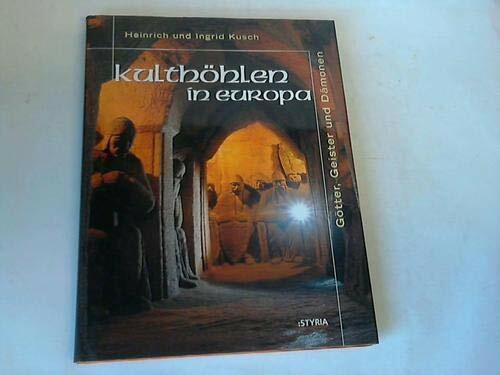 Heinrich und Ingrid Kusch
Kulthöhlen
in europa
Götter, Geister und Dämonen
:STYRIA